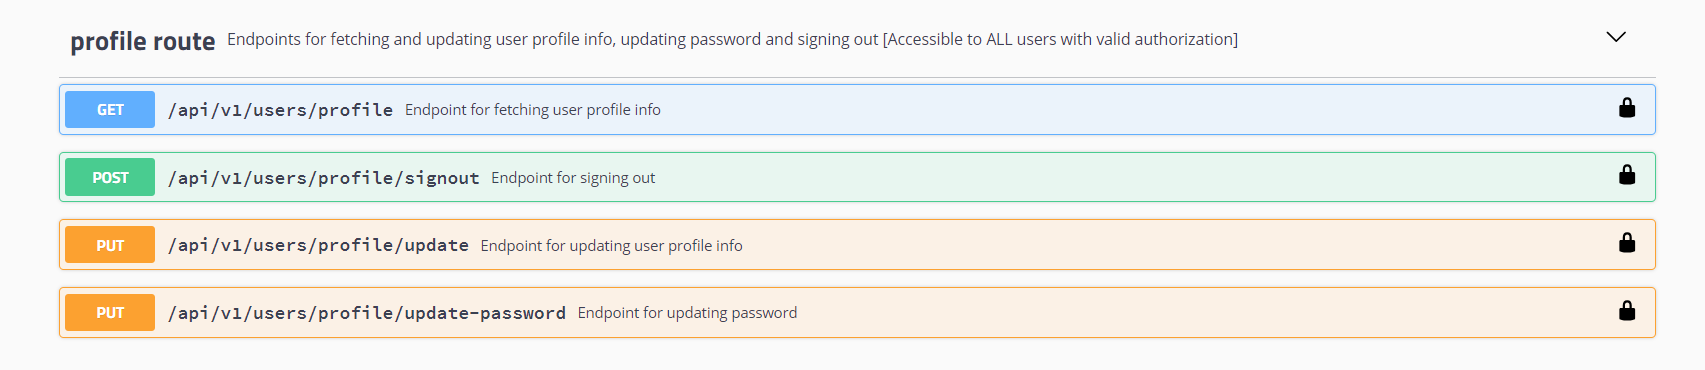 profile route Endpoints for fetching and updating user profile info, updating password and signing out [Accessible to ALL users with valid authorization]
GET /api/v1/users/profile Endpoint for fetching user profile info
POST /api/v1/users/profile/signout Endpoint for signing out
PUT /api/v1/users/profile/update Endpoint for updating user profile info
PUT /api/v1/users/profile/update-password Endpoint for updating password